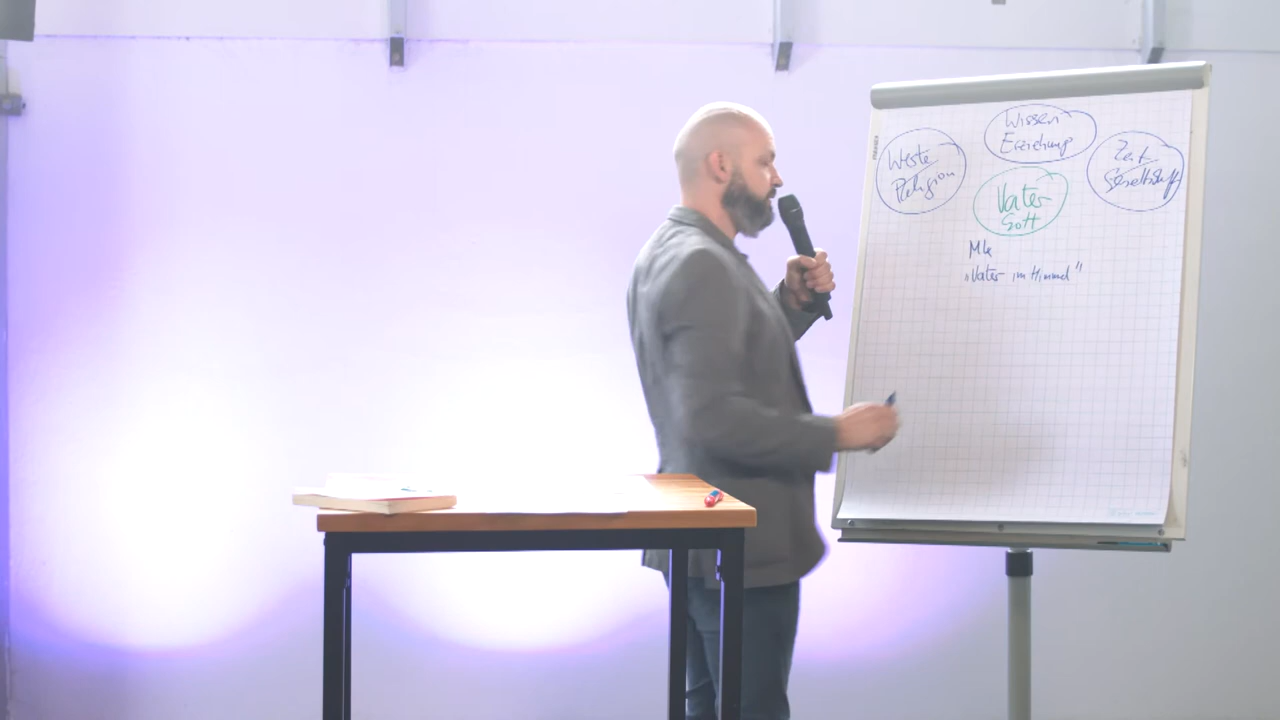 Werte
Religion
Wissen
Erziehung
Zeit
Gesellschaft
Vater
Gott
Mk
„Vater im Himmel"